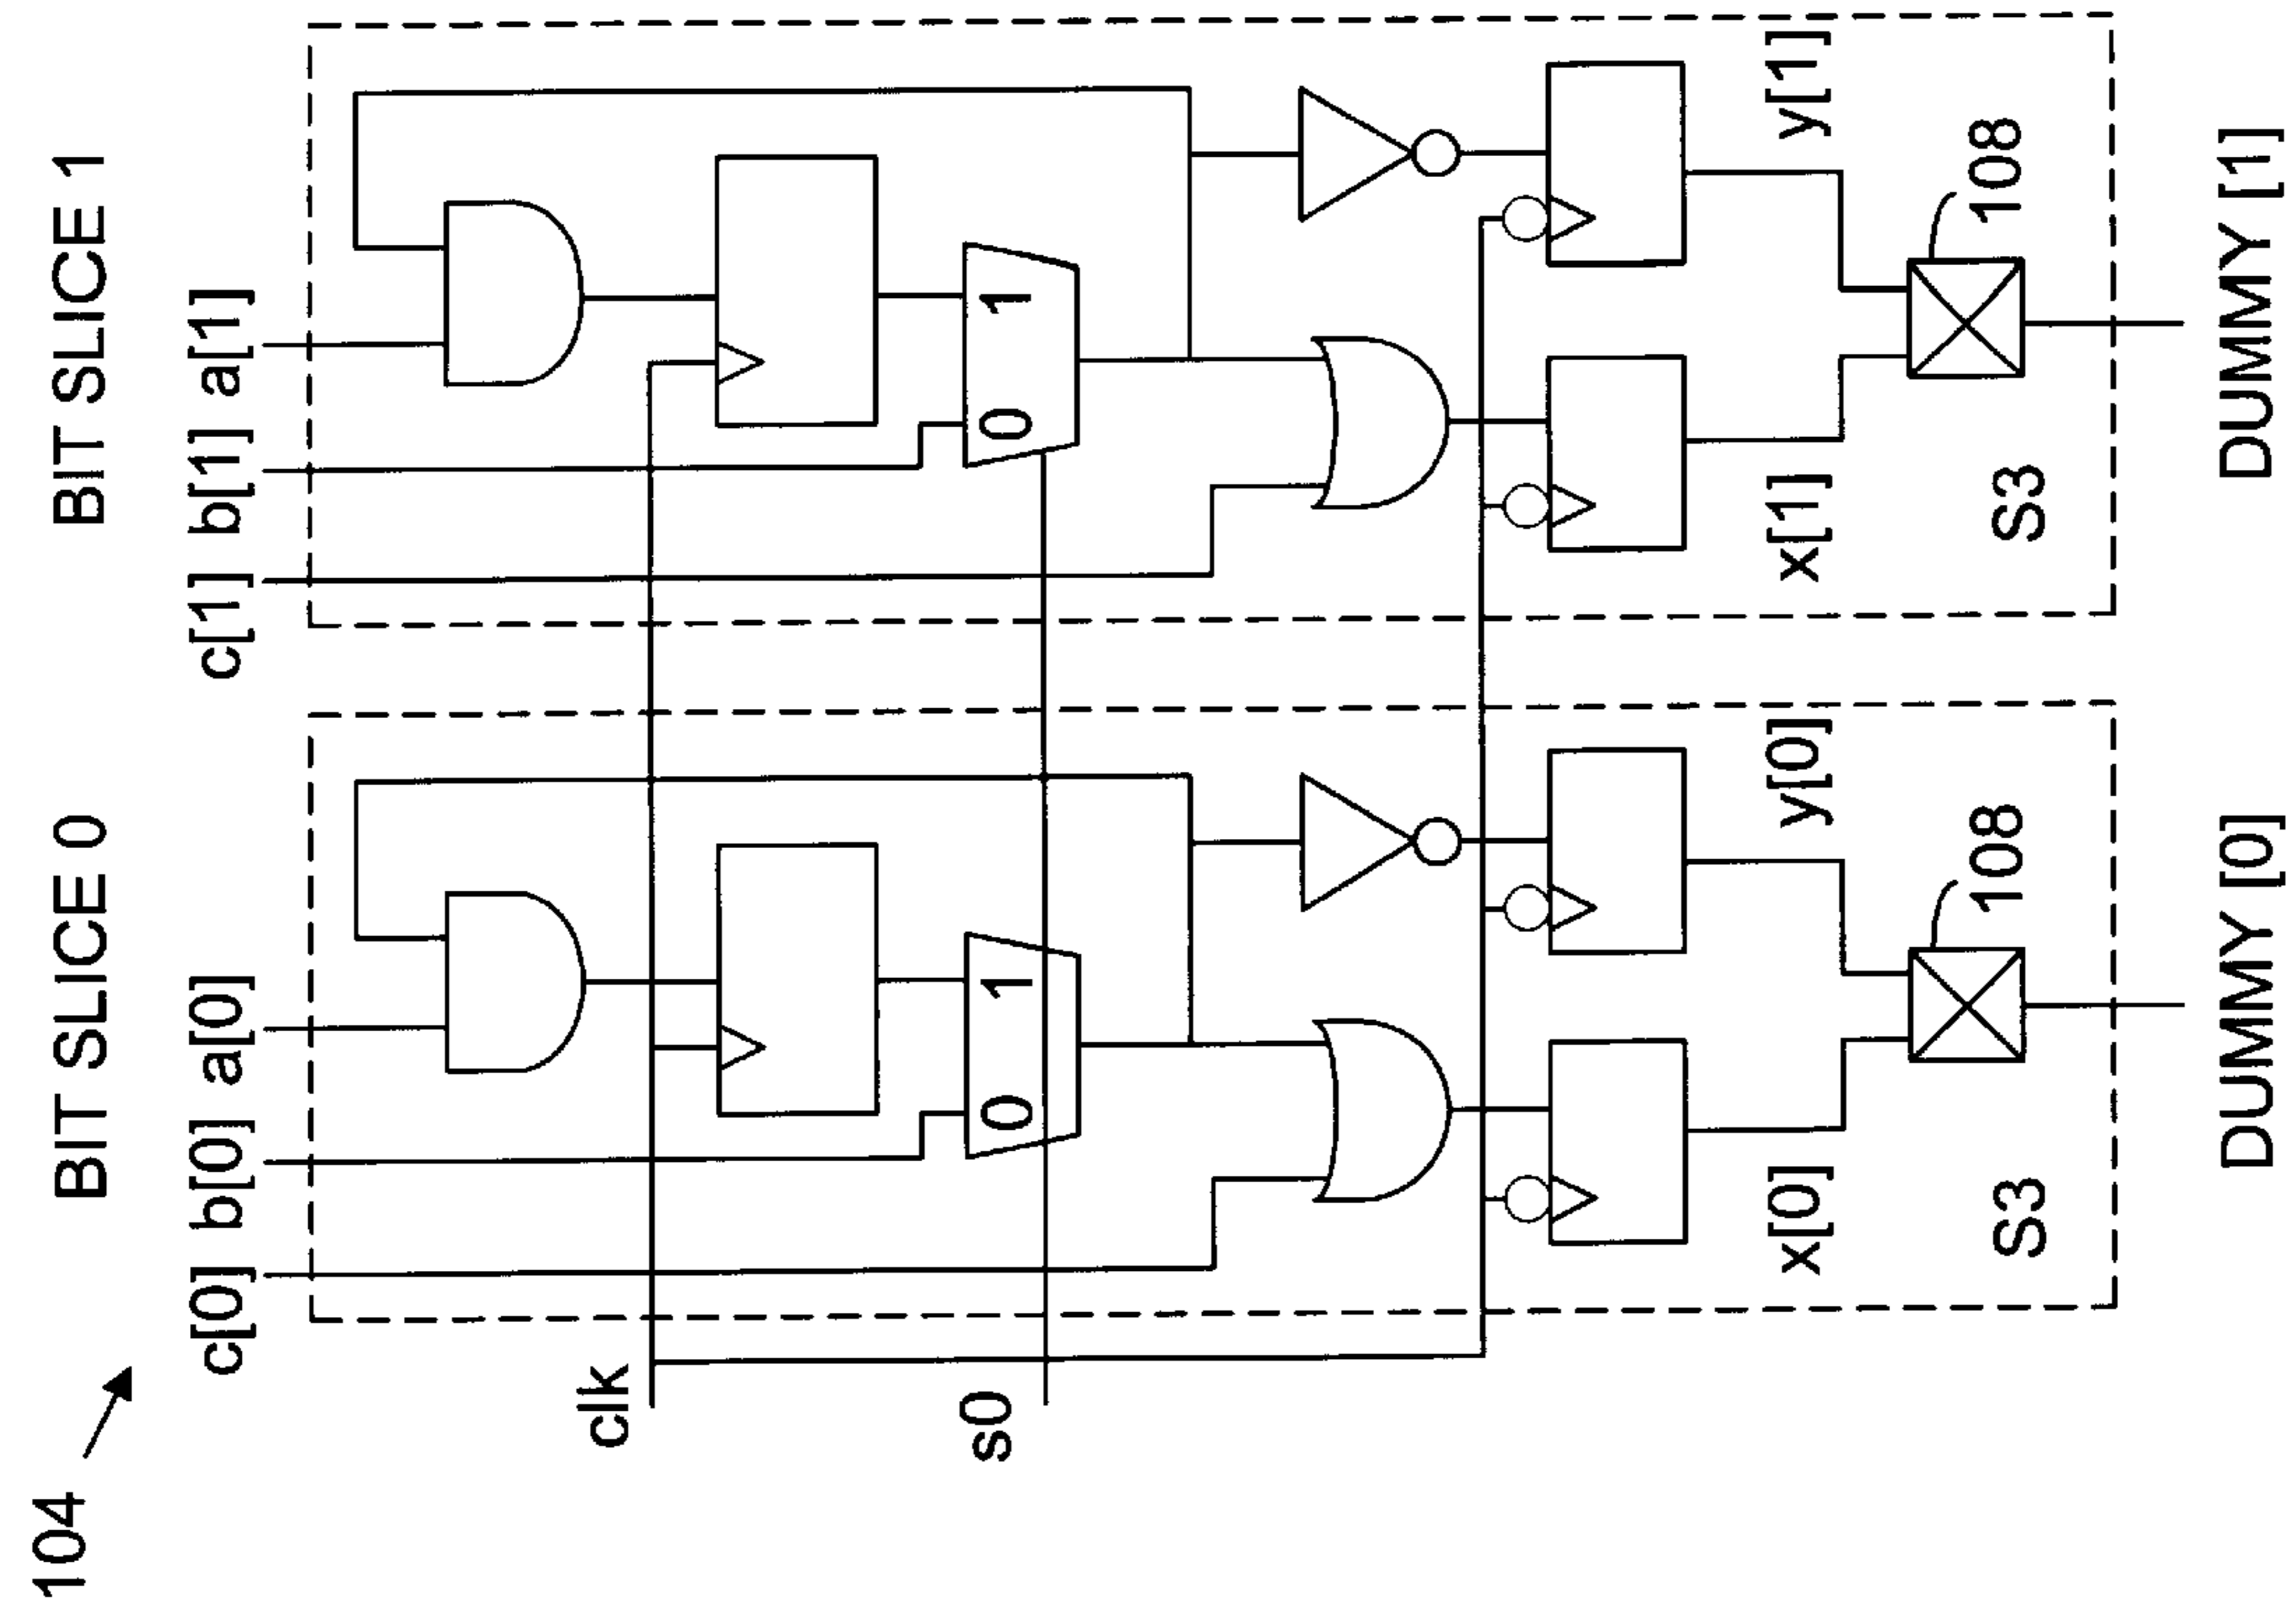 104
BIT SLICE 0
BIT SLICE 1
c[0] b[0] a[0]
c[1] b[1] a[1]
clk
s0
0 1
0 1
x[0]
y[0]
x[1]
y[1]
108
108
S3
S3
DUMMY [0]
DUMMY [1]